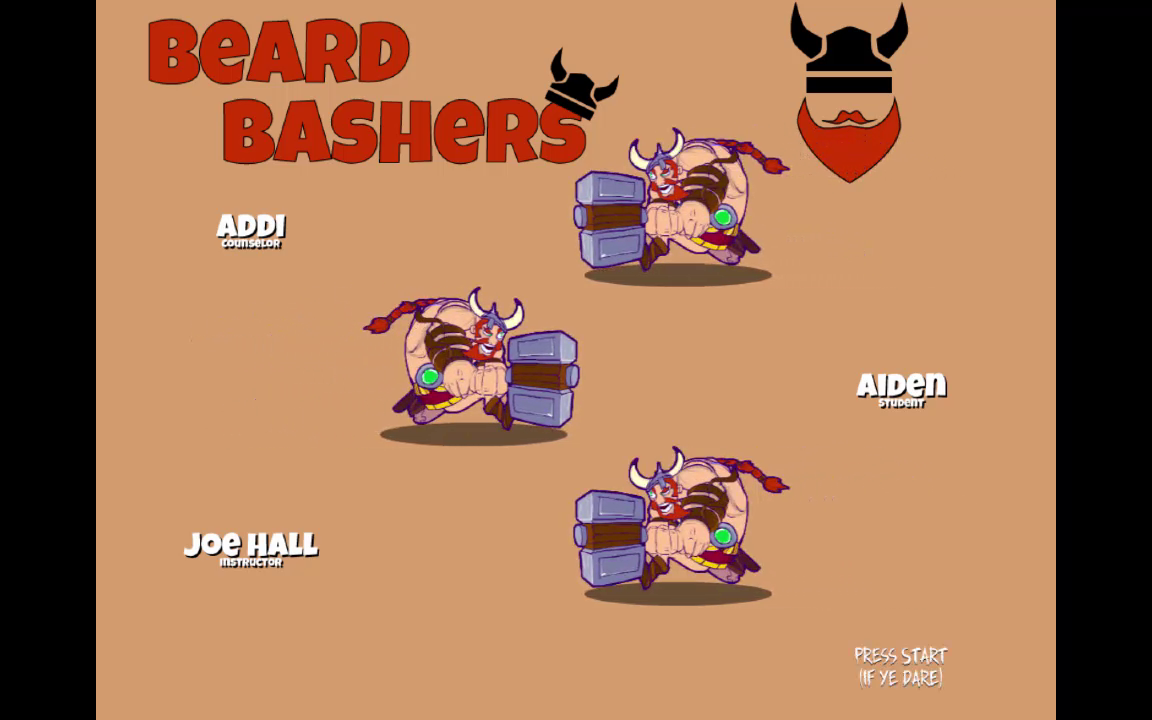 BeARD
BASHeRS
ADDI
COUNSELOR
AIDen
STUDENT
JOe HALL
INSTRUCTOR
PRESS START
(IF YE DARE)